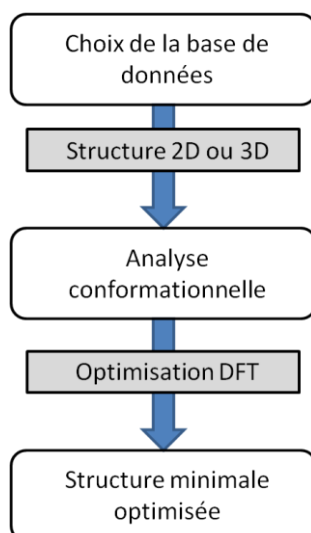 Choix de la base de
données
Structure 2D ou 3D
Analyse
conformationnelle
Optimisation DFT
Structure minimale
optimisée